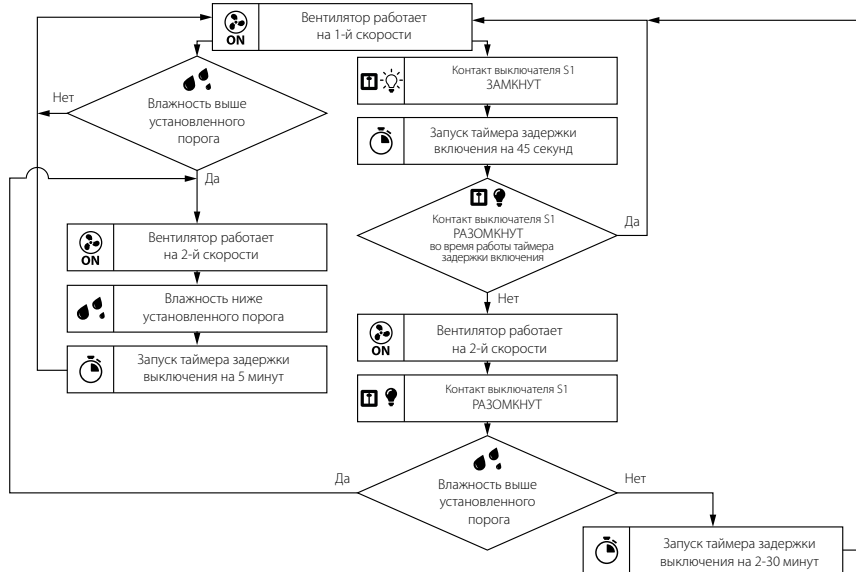 ON
Вентилятор работает
на 1-й скорости
Влажность выше
установленного
порога
Нет
Да
ON
Вентилятор работает
на 2-й скорости
Влажность ниже
установленного порога
Запуск таймера задержки
выключения на 5 минут
Контакт выключателя S1
ЗАМКНУТ
Запуск таймера задержки
включения на 45 секунд
Контакт выключателя S1
РАЗОМКНУТ
во время работы таймера
задержки включения
Да
Нет
ON
Вентилятор работает
на 2-й скорости
Контакт выключателя S1
РАЗОМКНУТ
Да
Влажность выше
установленного
порога
Нет
Запуск таймера задержки
выключения на 2-30 минут